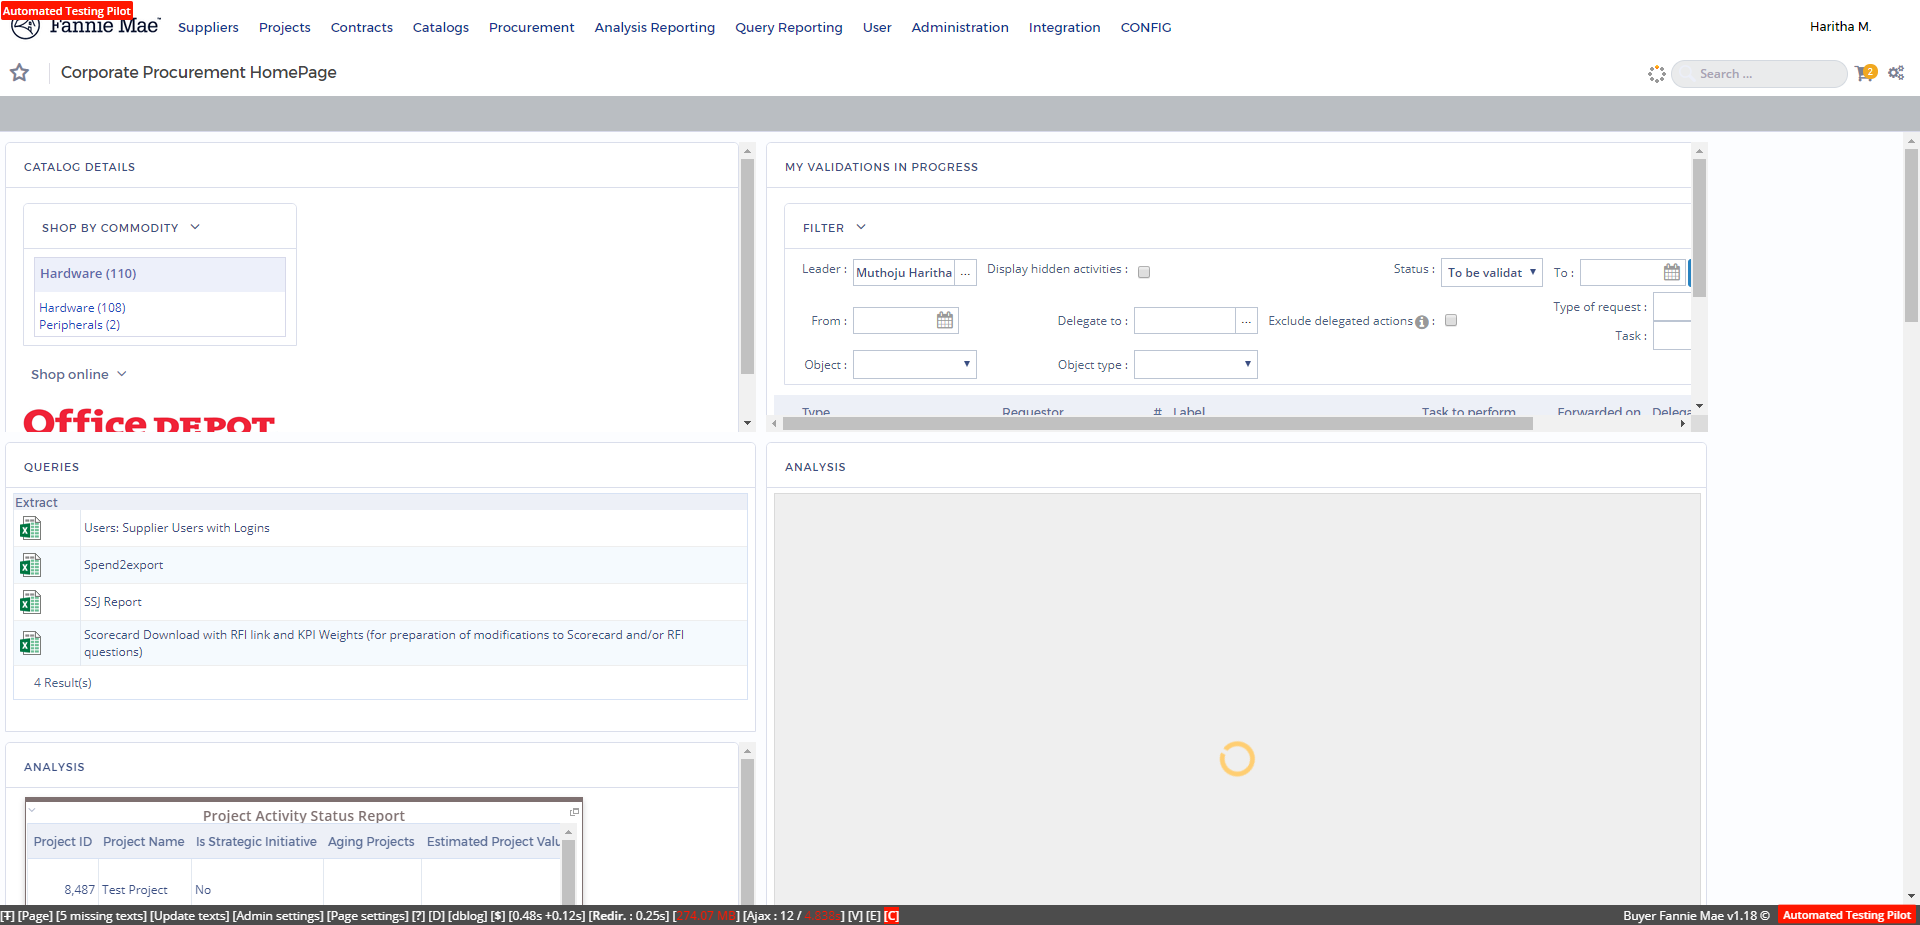 Automated Testing Pilot
Fannie Mae
Suppliers Projects Contracts Catalogs Procurement Analysis Reporting Query Reporting User Administration Integration CONFIG
Haritha M.
Corporate Procurement HomePage
Search ...
2
CATALOG DETAILS
SHOP BY COMMODITY
Hardware (110)
Hardware (108)
Peripherals (2)
Shop online
Office DEPOT
MY VALIDATIONS IN PROGRESS
FILTER
Leader : Muthoju Haritha ... Display hidden activities : Status : To be validat To :
Type of request :
From : Delegate to : ... Exclude delegated actions :
Task :
Object : Object type :
Type Requestor # Label Task to perform Forwarded on Delega
QUERIES
Extract
Users: Supplier Users with Logins
Spend2export
SSJ Report
Scorecard Download with RFI link and KPI Weights (for preparation of modifications to Scorecard and/or RFI
questions)
4 Result(s)
ANALYSIS
ANALYSIS
Project Activity Status Report
Project ID Project Name Is Strategic Initiative Aging Projects Estimated Project Valu
8,487 Test Project No
[T] [Page] [5 missing texts] [Update texts] [Admin settings] [Page settings] [?] [D] [dblog] [$] [0.48s +0.12s] [Redir. : 0.25s] [274.07 MB] [Ajax : 12 / 4.838s] [V] [E] [C]
Buyer Fannie Mae v1.18 ©
Automated Testing Pilot